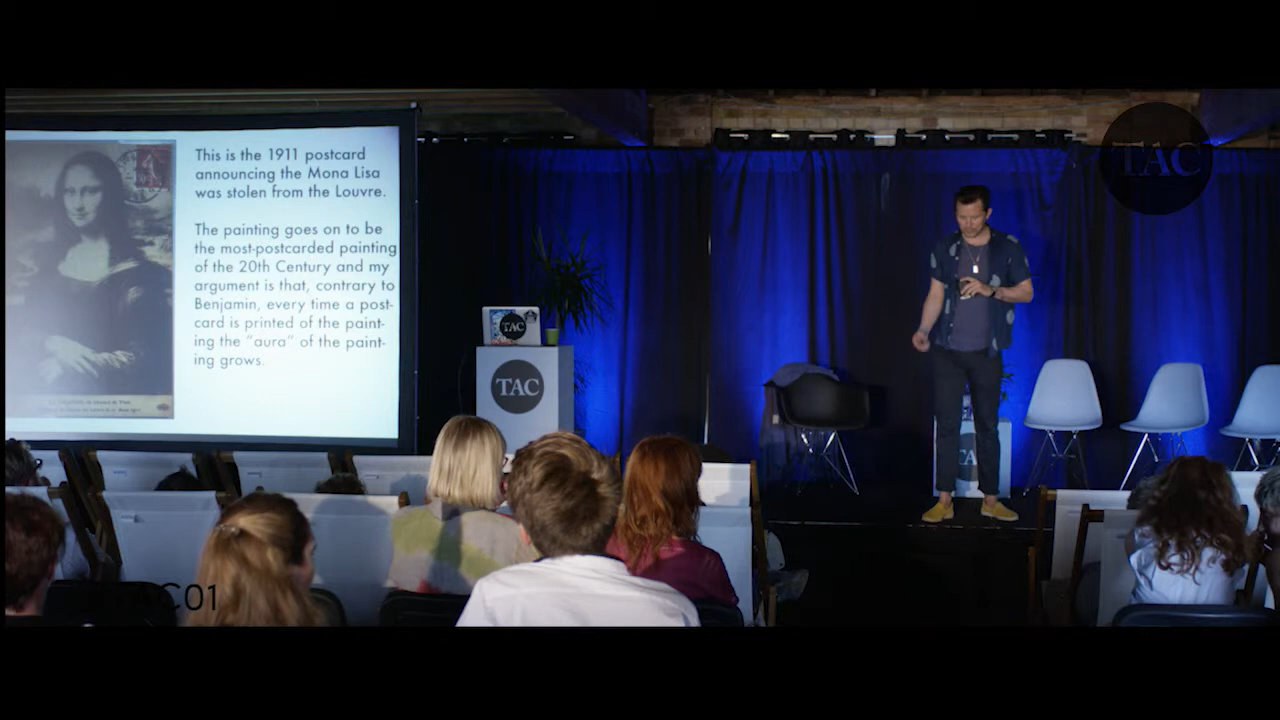 This is the 1911 postcard
announcing the Mona Lisa
was stolen from the Louvre.
The painting goes on to be
the most-postcarded painting
of the 20th Century and my
argument is that, contrary to
Benjamin, every time a post-
card is printed of the paint-
ing the “aura” of the paint-
ing grows.
TAC
TAC
TAC
TAC
#TAC01